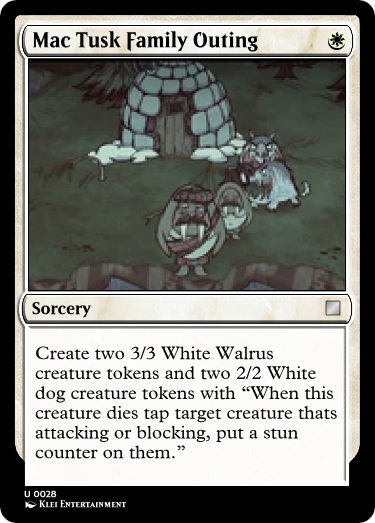 Mac Tusk Family Outing
Sorcery
Create two 3/3 White Walrus
creature tokens and two 2/2 White
dog creature tokens with “When this
creature dies tap target creature thats
attacking or blocking, put a stun
counter on them.”
U 0028
Klei Entertainment